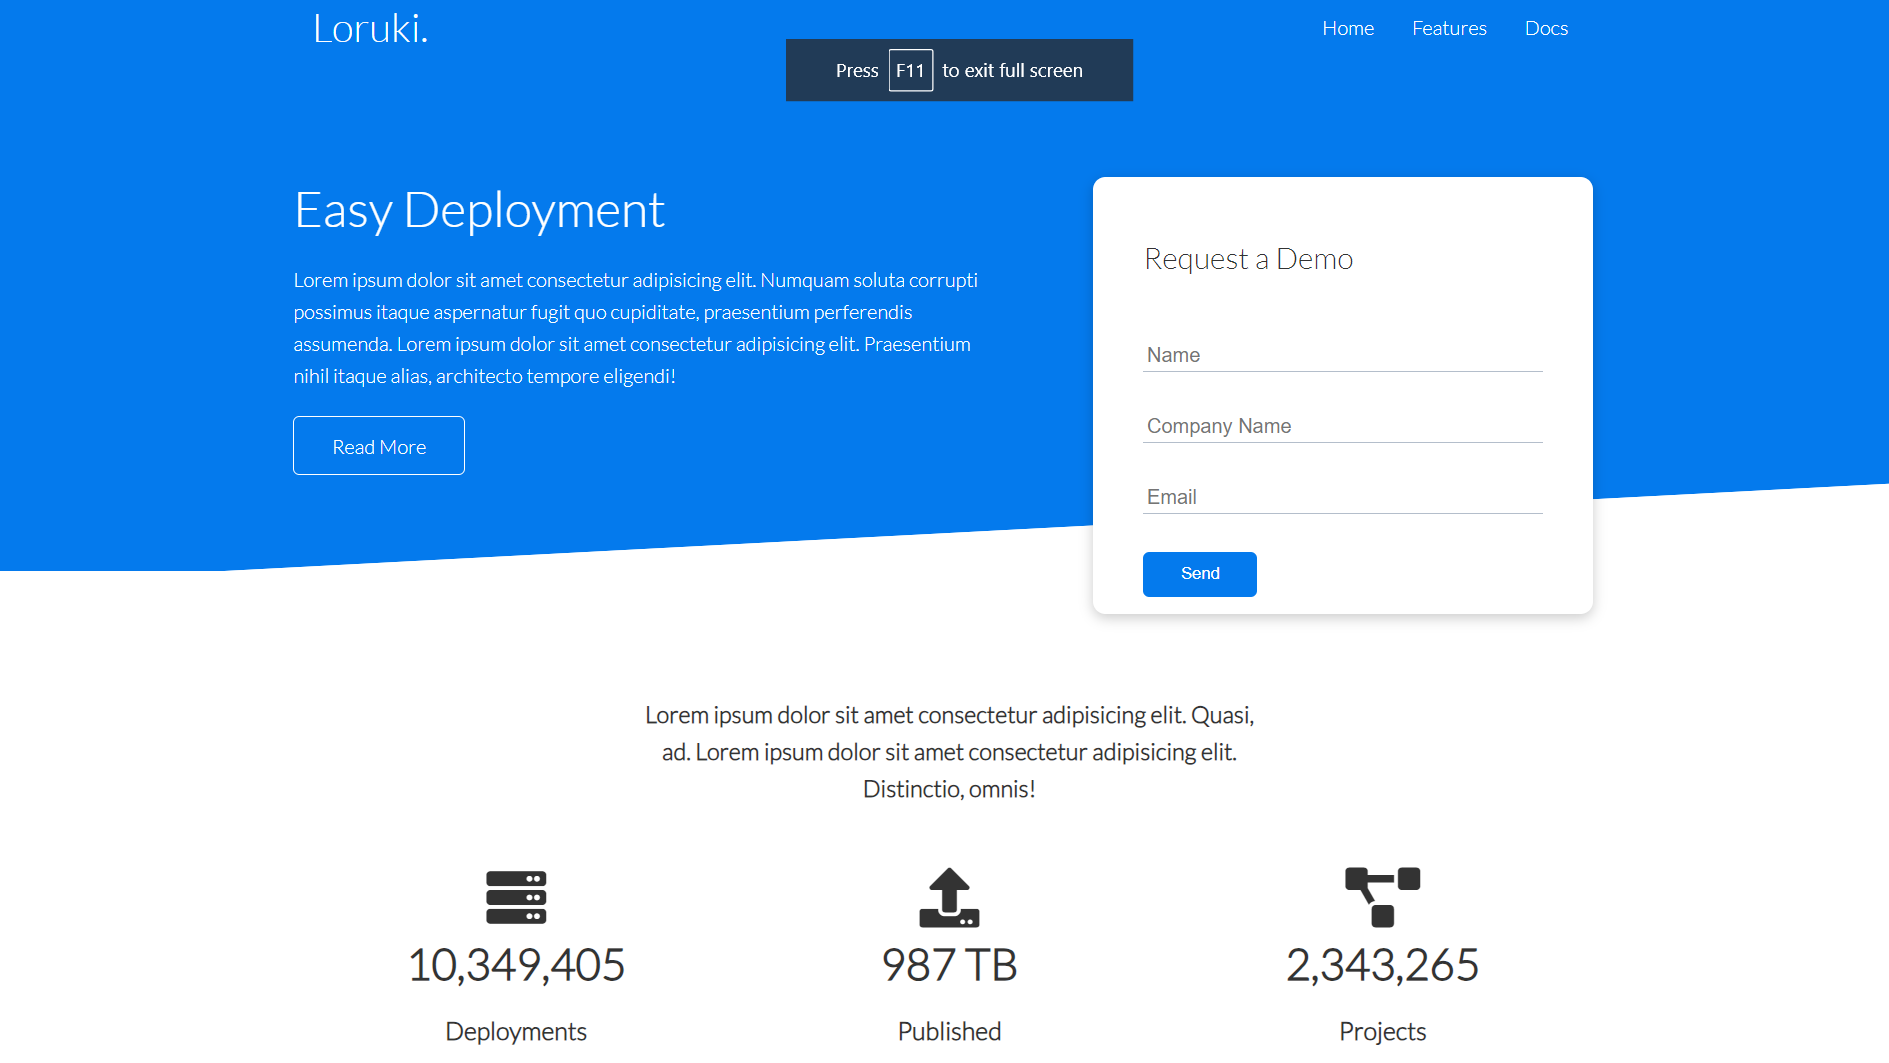 Loruki.
Home Features Docs
Press F11 to exit full screen
Easy Deployment
Lorem ipsum dolor sit amet consectetur adipisicing elit. Numquam soluta corrupti
possimus itaque aspernatur fugit quo cupiditate, praesentium perferendis
assumenda. Lorem ipsum dolor sit amet consectetur adipisicing elit. Praesentium
nihil itaque alias, architecto tempore eligendi!
Read More
Request a Demo
Name
Company Name
Email
Send
Lorem ipsum dolor sit amet consectetur adipisicing elit. Quasi,
ad. Lorem ipsum dolor sit amet consectetur adipisicing elit.
Distinctio, omnis!
10,349,405
Deployments
987 TB
Published
2,343,265
Projects